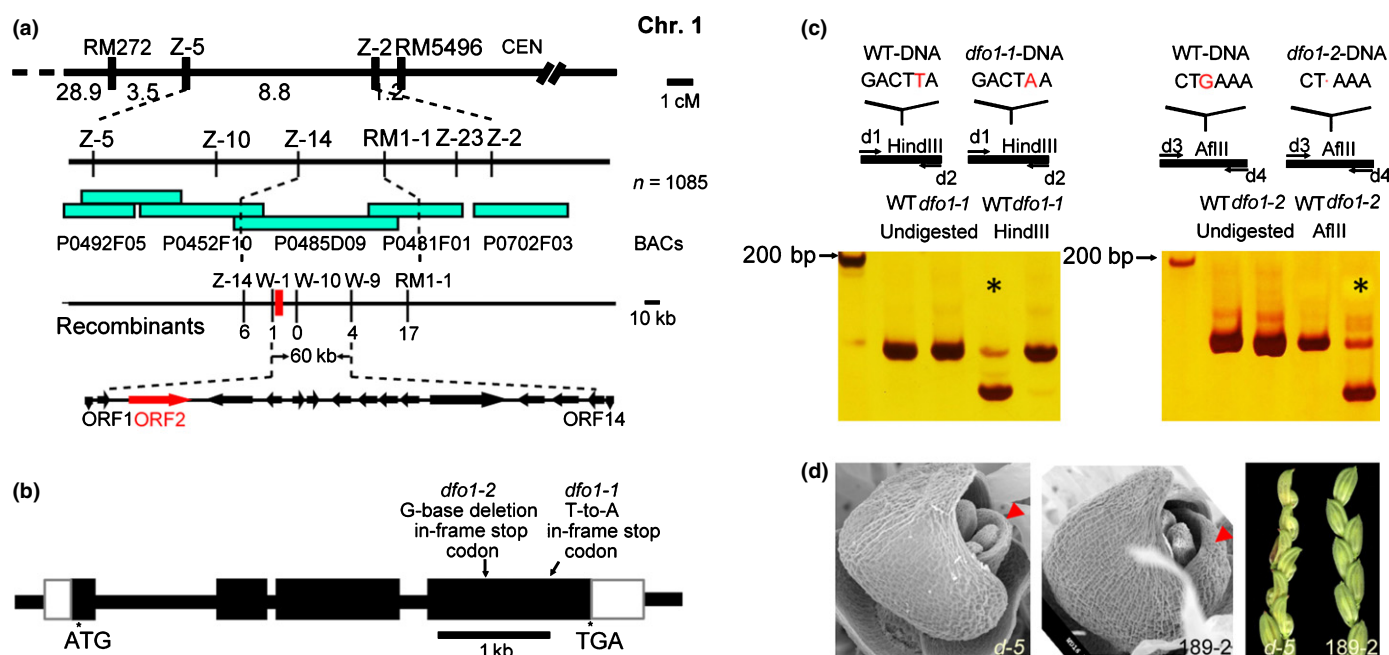 (a)
Chr. 1
RM272 Z-5 Z-2 RM5496 CEN
28.9 3.5 8.8 1.2
1 cM
Z-5 Z-10 Z-14 RM1-1 Z-23 Z-2
n = 1085
P0492F05 P0452F10 P0485D09 P0481F01 P0702F03
BACs
Z-14 W-1 W-10 W-9 RM1-1
10 kb
Recombinants 6 1 0 4 17
60 kb
ORF1 ORF2 ORF14
(b)
dfo1-2
G-base deletion
in-frame stop
codon
dfo1-1
T-to-A
in-frame stop
codon
* *
ATG TGA
1 kb
(c)
WT-DNA dfo1-1-DNA
GACTTA GACTAA
d1 HindIII d1 HindIII
d2 d2
WT dfo1-1 WT dfo1-1
Undigested HindIII
200 bp
*
WT-DNA dfo1-2-DNA
CTGAAA CT·AAA
d3 AflII d3 AflII
d4 d4
WT dfo1-2 WT dfo1-2
Undigested AflII
200 bp
*
(d)
d-5
189-2
d-5 189-2